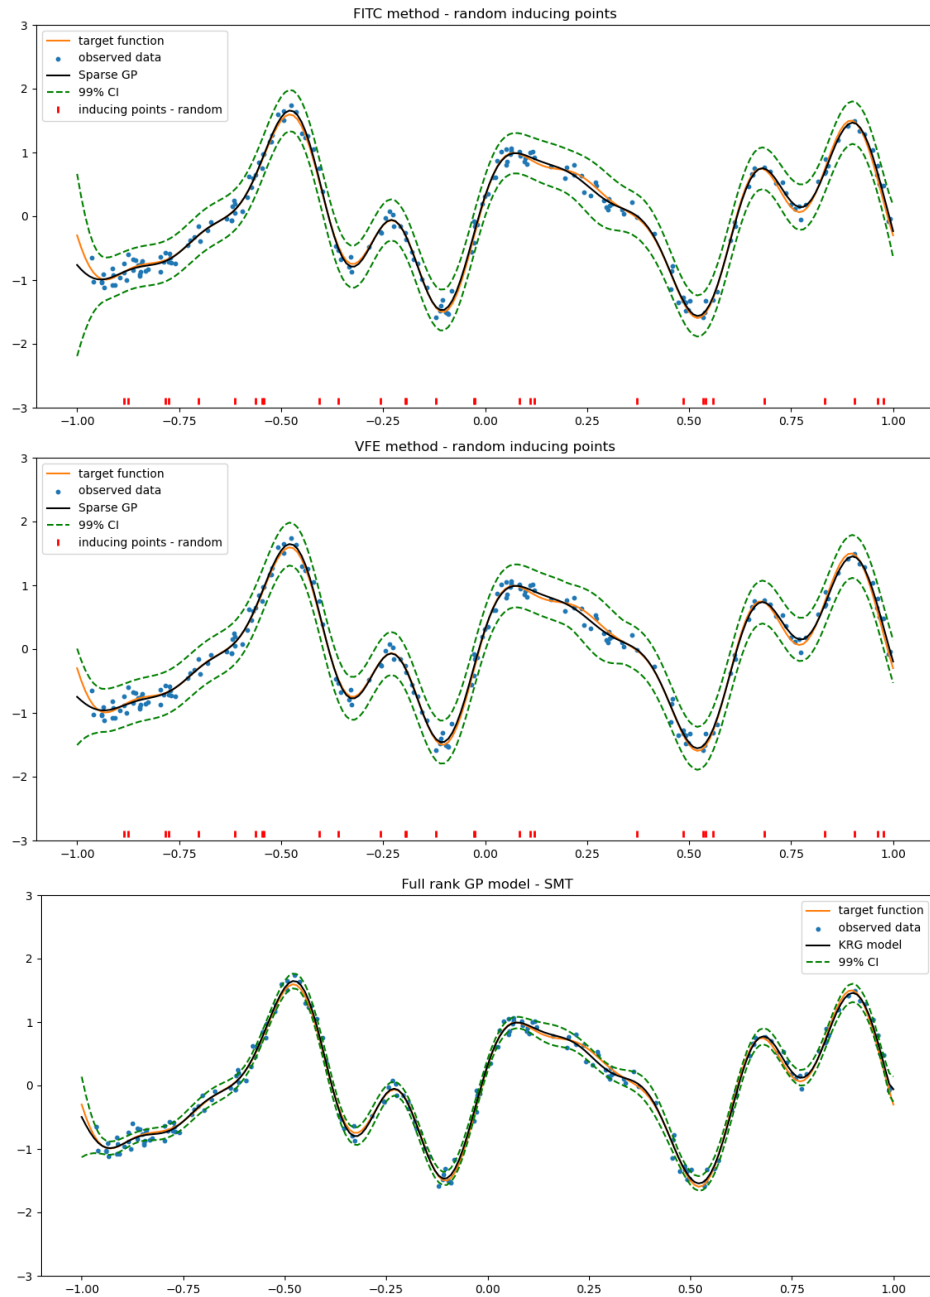 FITC method - random inducing points
3
2
1
0
−1
−2
−3
target function
observed data
Sparse GP
99% CI
inducing points - random
−1.00 −0.75 −0.50 −0.25 0.00 0.25 0.50 0.75 1.00
VFE method - random inducing points
3
2
1
0
−1
−2
−3
target function
observed data
Sparse GP
99% CI
inducing points - random
−1.00 −0.75 −0.50 −0.25 0.00 0.25 0.50 0.75 1.00
Full rank GP model - SMT
3
2
1
0
−1
−2
−3
target function
observed data
KRG model
99% CI
−1.00 −0.75 −0.50 −0.25 0.00 0.25 0.50 0.75 1.00